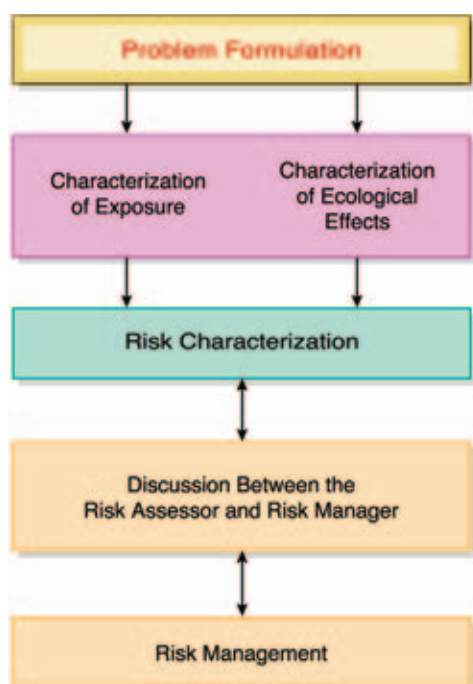 Problem Formulation
Characterization
of Exposure
Characterization
of Ecological
Effects
Risk Characterization
Discussion Between the
Risk Assessor and Risk Manager
Risk Management